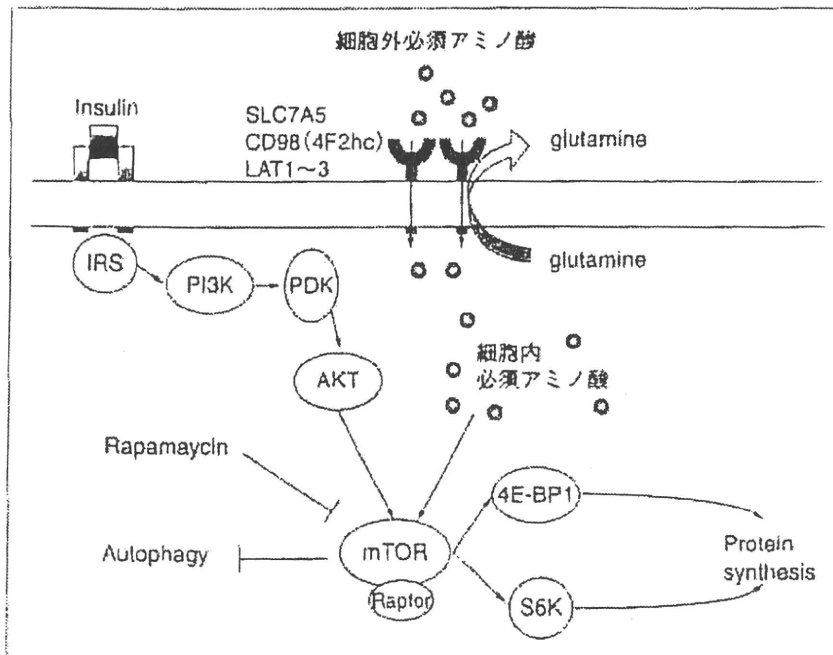 細胞外必須アミノ酸
Insulin
SLC7A5
CD98(4F2hc)
LAT1～3
glutamine
glutamine
IRS
PI3K
PDK
AKT
細胞内
必須アミノ酸
Rapamaycin
4E-BP1
Autophagy
mTOR
Raptor
S6K
Protein
synthesis